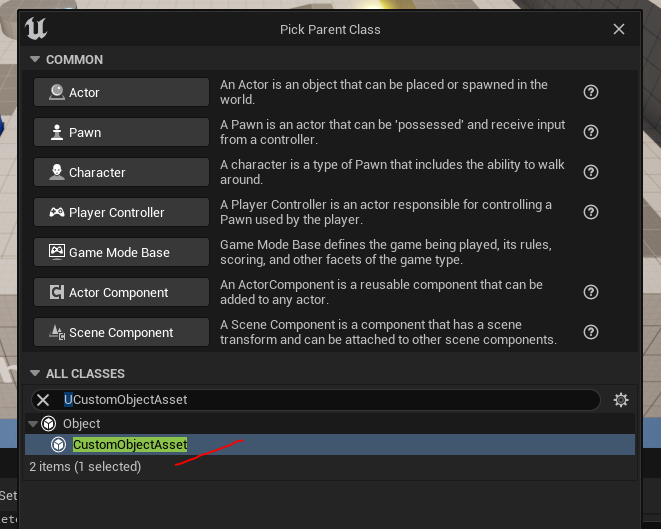 Pick Parent Class
COMMON
Actor
An Actor is an object that can be placed or spawned in the
world.
Pawn
A Pawn is an actor that can be 'possessed' and receive input
from a controller.
Character
A character is a type of Pawn that includes the ability to walk
around.
Player Controller
A Player Controller is an actor responsible for controlling a
Pawn used by the player.
Game Mode Base
Game Mode Base defines the game being played, its rules,
scoring, and other facets of the game type.
Actor Component
An ActorComponent is a reusable component that can be
added to any actor.
Scene Component
A Scene Component is a component that has a scene
transform and can be attached to other scene components.
ALL CLASSES
UCustomObjectAsset
Object
CustomObjectAsset
2 items (1 selected)
Set